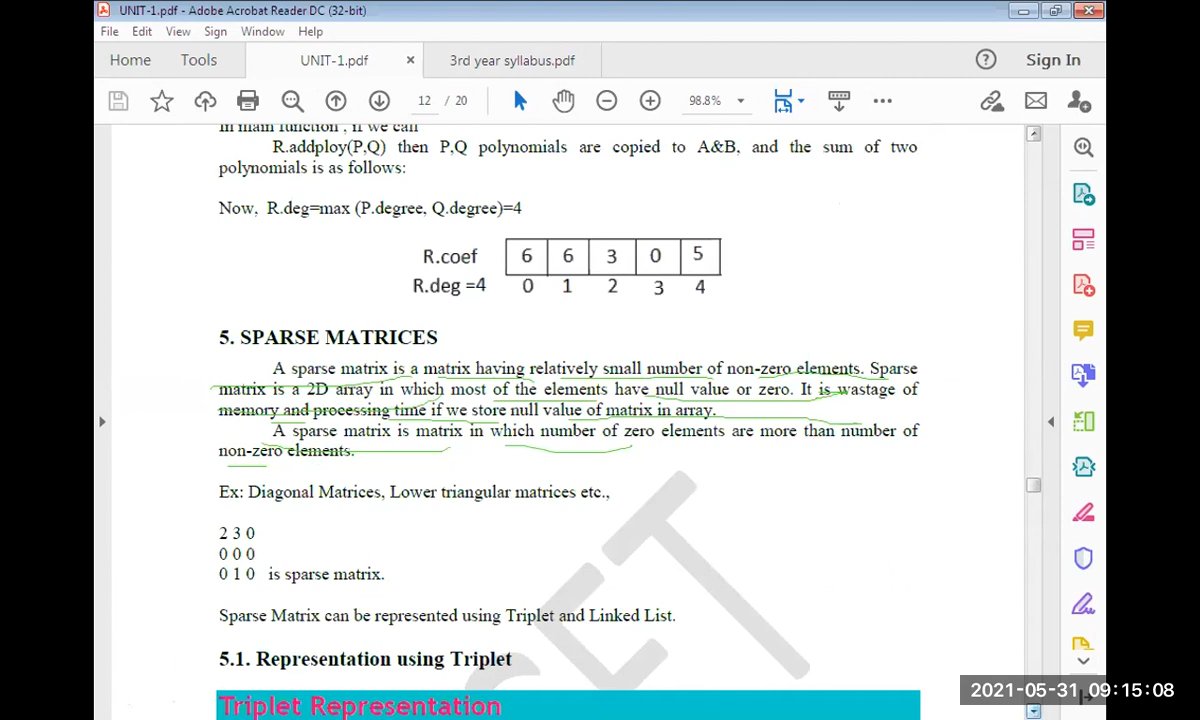 UNIT-1.pdf - Adobe Acrobat Reader DC (32-bit)
File Edit View Sign Window Help
Home Tools UNIT-1.pdf × 3rd year syllabus.pdf ? Sign In
12 / 20 98.8%
In main function , if we call
R.addploy(P,Q) then P,Q polynomials are copied to A&B, and the sum of two
polynomials is as follows:
Now, R.deg=max (P.degree, Q.degree)=4
R.coef 6 6 3 0 5
R.deg =4 0 1 2 3 4
5. SPARSE MATRICES
A sparse matrix is a matrix having relatively small number of non-zero elements. Sparse
matrix is a 2D array in which most of the elements have null value or zero. It is wastage of
memory and processing time if we store null value of matrix in array.
A sparse matrix is matrix in which number of zero elements are more than number of
non-zero elements.
Ex: Diagonal Matrices, Lower triangular matrices etc.,
2 3 0
0 0 0
0 1 0 is sparse matrix.
Sparse Matrix can be represented using Triplet and Linked List.
5.1. Representation using Triplet
Triplet Representation
2021-05-31 09:15:08